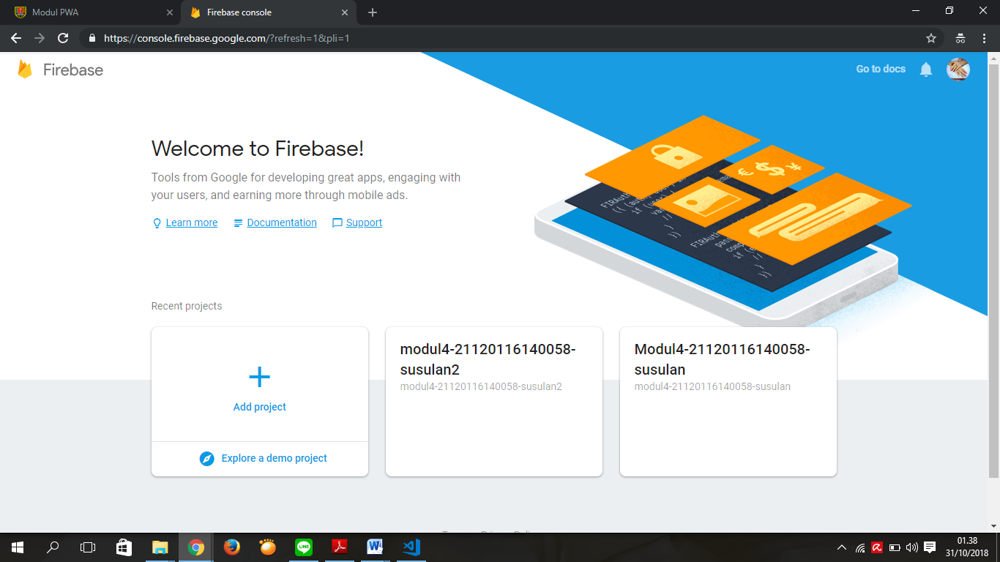 Modul PWA
Firebase console
https://console.firebase.google.com/?refresh=1&pli=1
Firebase
Go to docs
Welcome to Firebase!
Tools from Google for developing great apps, engaging with
your users, and earning more through mobile ads.
Learn more
Documentation
Support
Recent projects
Add project
Explore a demo project
modul4-21120116140058-
susulan2
modul4-21120116140058-susulan2
Modul4-21120116140058-
susulan
modul4-21120116140058-susulan
LINE
01.38
31/10/2018